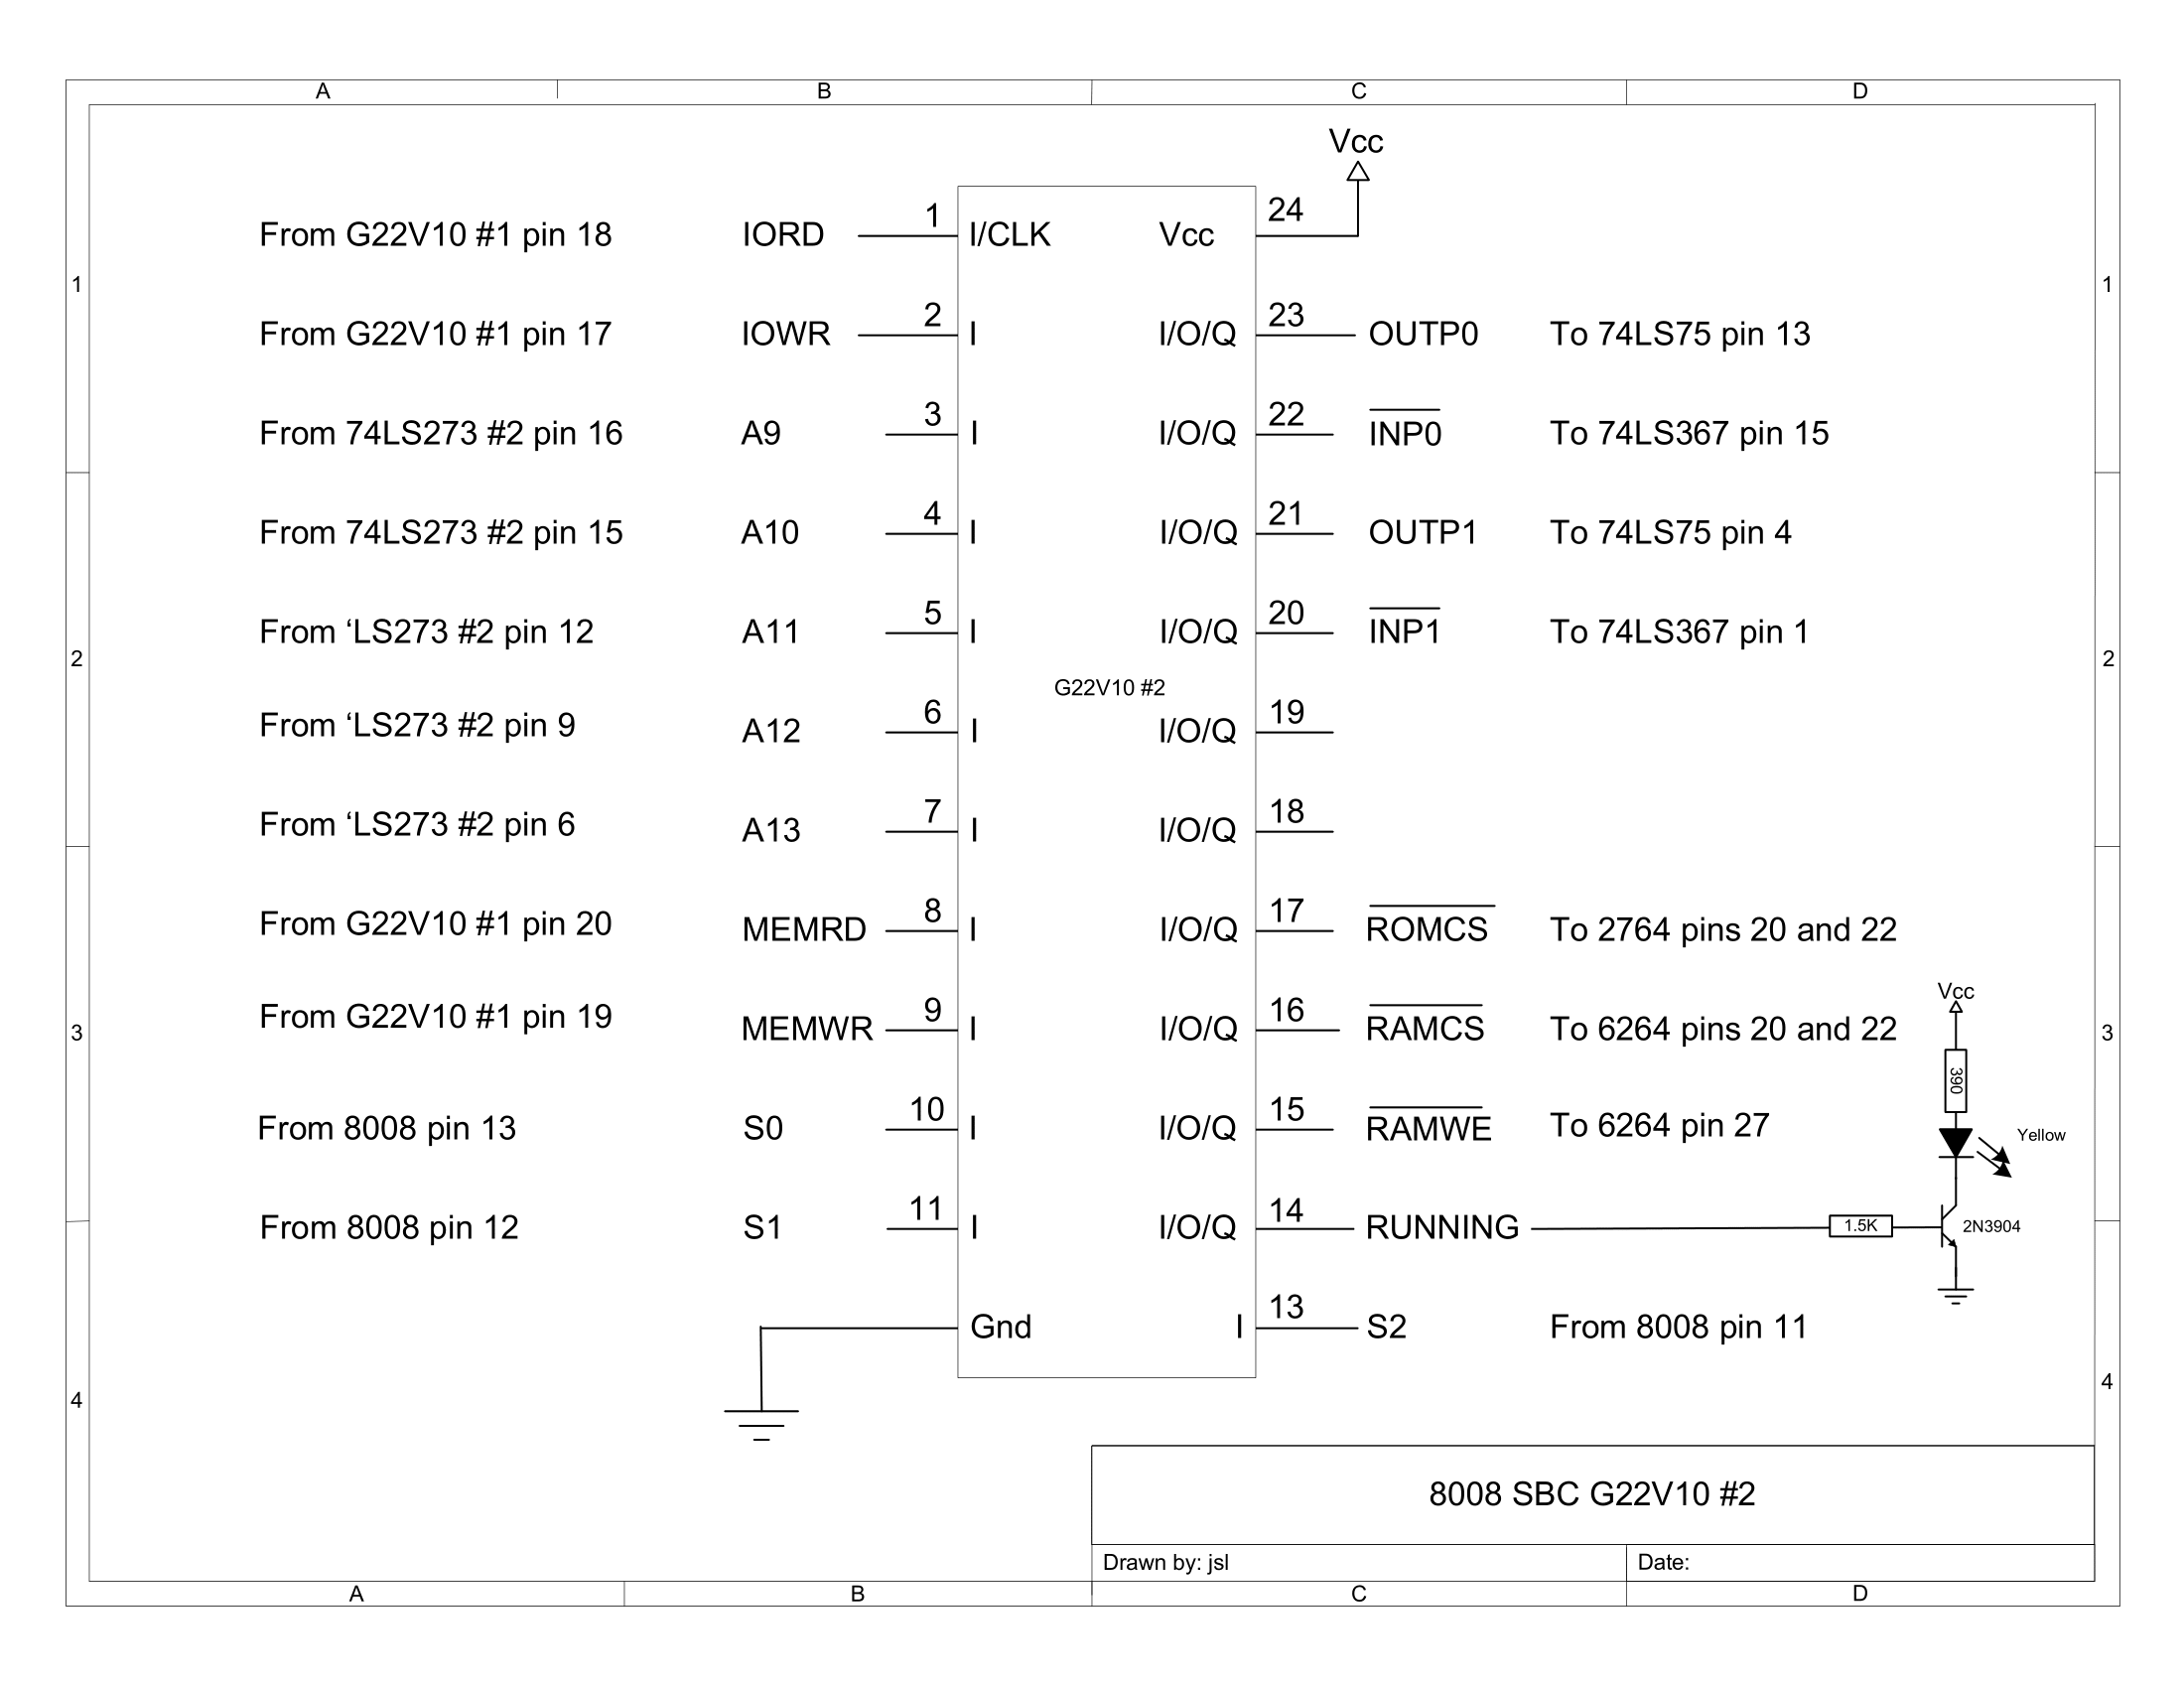 A B C D
Vcc
From G22V10 #1 pin 18 IORD 1 I/CLK Vcc 24
1 1
From G22V10 #1 pin 17 IOWR 2 I I/O/Q 23 OUTP0 To 74LS75 pin 13
From 74LS273 #2 pin 16 A9 3 I I/O/Q 22 INP0 To 74LS367 pin 15
From 74LS273 #2 pin 15 A10 4 I I/O/Q 21 OUTP1 To 74LS75 pin 4
From ‘LS273 #2 pin 12 A11 5 I I/O/Q 20 INP1 To 74LS367 pin 1
2 2
G22V10 #2
From ‘LS273 #2 pin 9 A12 6 I I/O/Q 19
From ‘LS273 #2 pin 6 A13 7 I I/O/Q 18
From G22V10 #1 pin 20 MEMRD 8 I I/O/Q 17 ROMCS To 2764 pins 20 and 22
Vcc
From G22V10 #1 pin 19 MEMWR 9 I I/O/Q 16 RAMCS To 6264 pins 20 and 22
3 3
390
From 8008 pin 13 S0 10 I I/O/Q 15 RAMWE To 6264 pin 27
Yellow
From 8008 pin 12 S1 11 I I/O/Q 14 RUNNING 1.5K 2N3904
Gnd I 13 S2 From 8008 pin 11
4 4
8008 SBC G22V10 #2
Drawn by: jsl Date:
A B C D